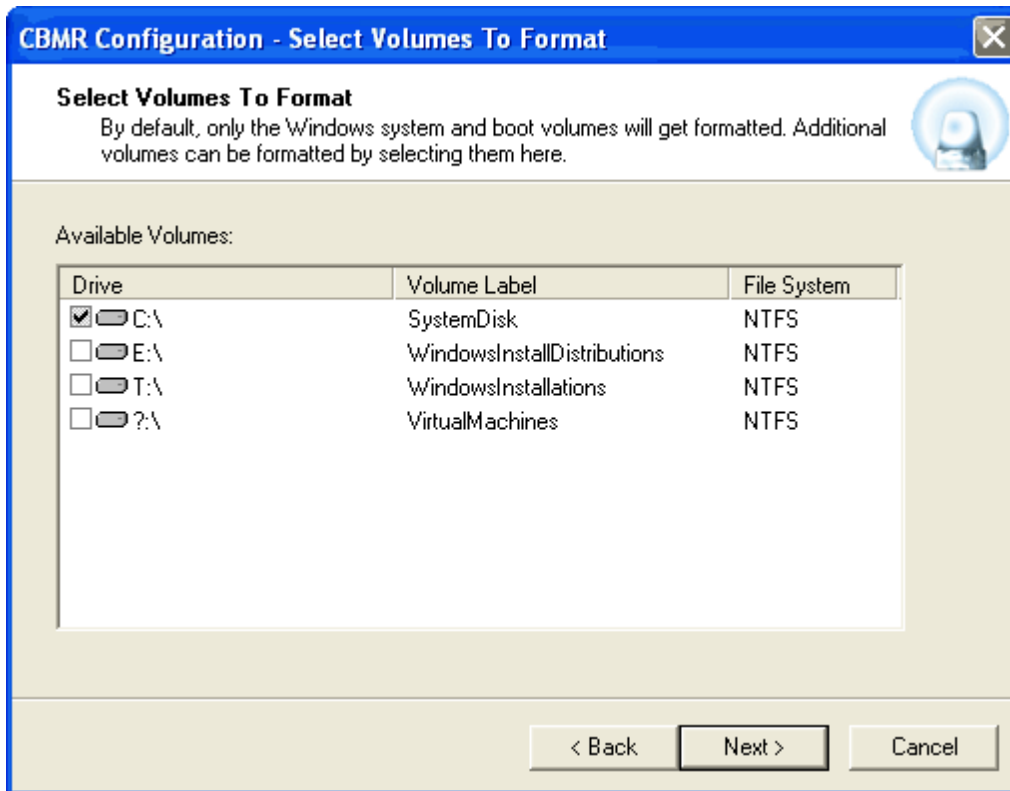 CBMR Configuration - Select Volumes To Format
Select Volumes To Format
By default, only the Windows system and boot volumes will get formatted. Additional
volumes can be formatted by selecting them here.
Available Volumes:
Drive Volume Label File System
C:\ SystemDisk NTFS
E:\ WindowsInstallDistributions NTFS
T:\ WindowsInstallations NTFS
?:\ VirtualMachines NTFS
< Back Next > Cancel